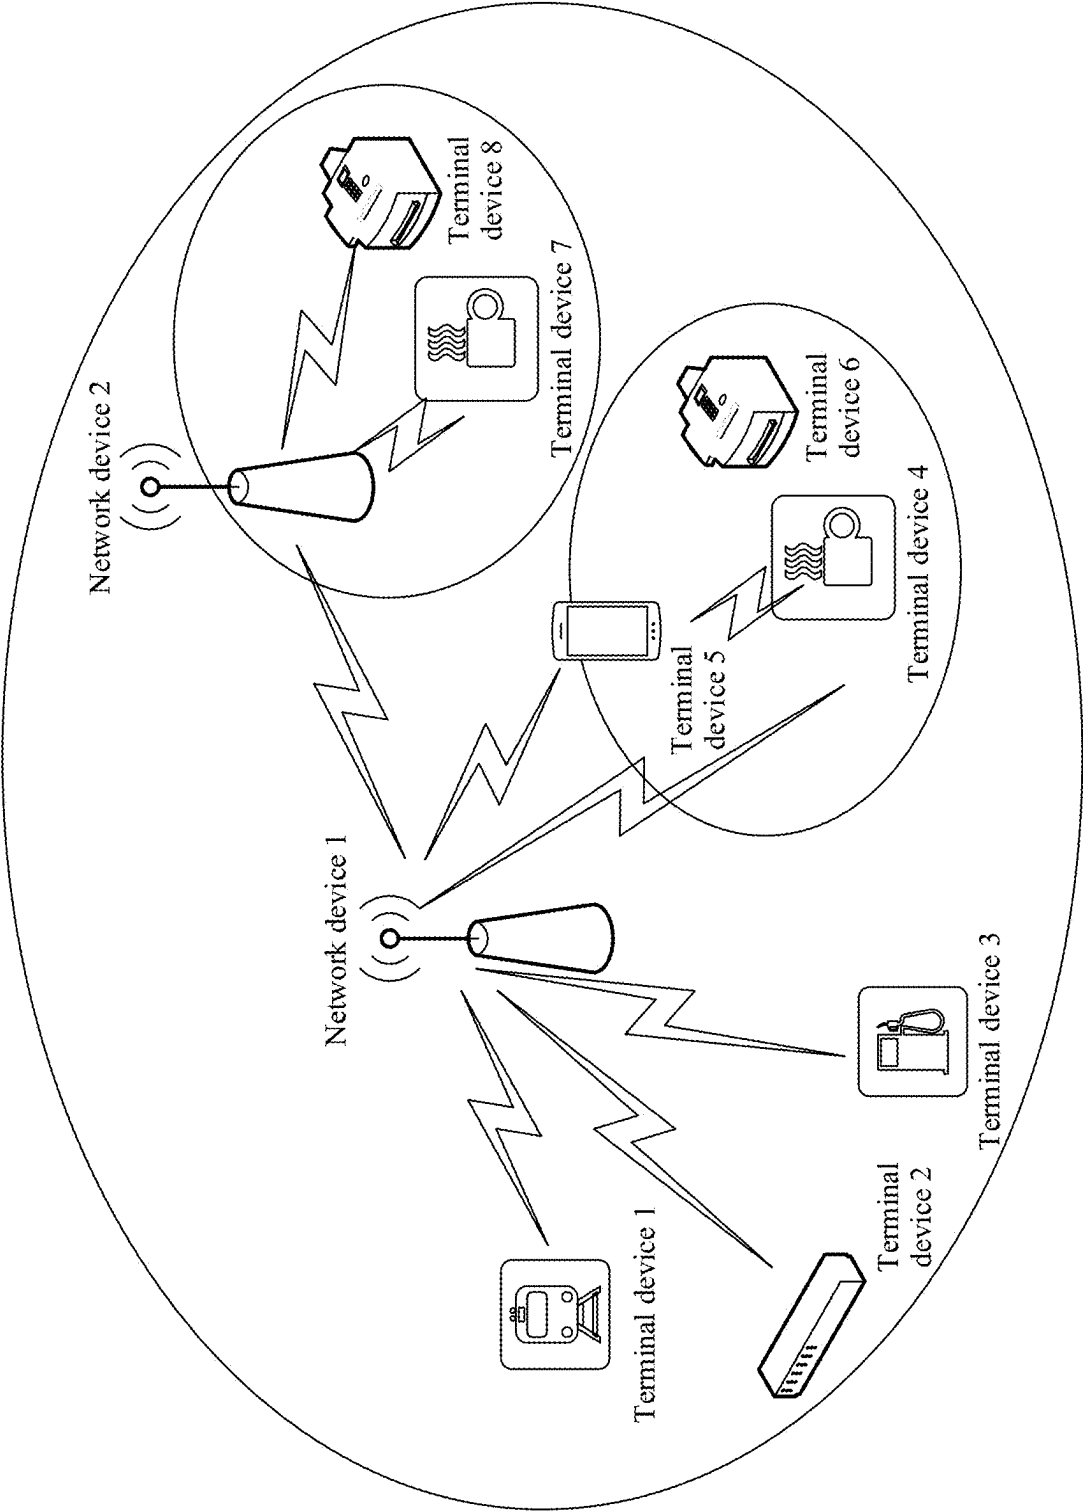 Network device 2
Network device 1
Terminal
device 8
Terminal device 7
Terminal
device 6
Terminal
device 5
Terminal device 4
Terminal device 1
Terminal
device 2
Terminal device 3